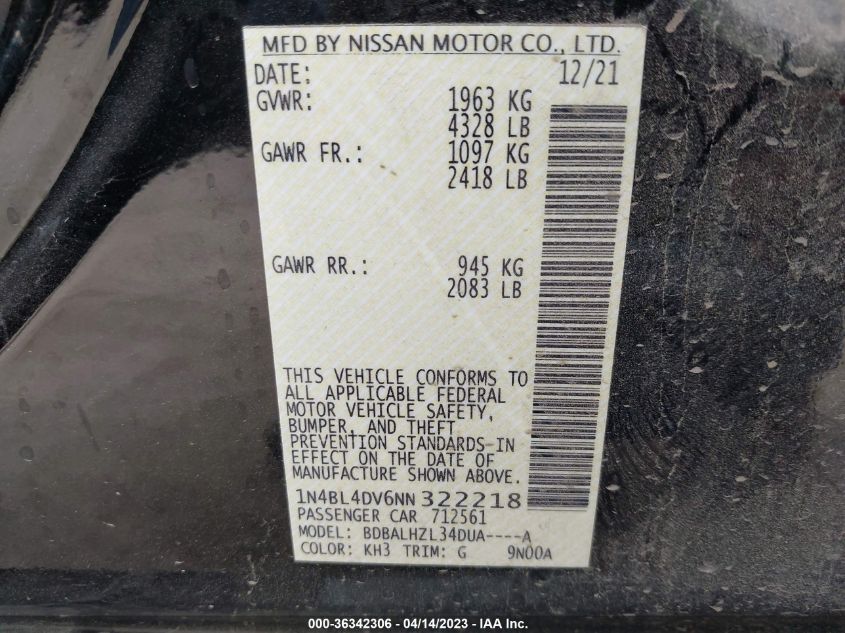 MFD BY NISSAN MOTOR CO., LTD.
DATE: 12/21
GVWR: 1963 KG
4328 LB
GAWR FR.: 1097 KG
2418 LB
GAWR RR.: 945 KG
2083 LB
THIS VEHICLE CONFORMS TO
ALL APPLICABLE FEDERAL
MOTOR VEHICLE SAFETY,
BUMPER, AND THEFT
PREVENTION STANDARDS IN
EFFECT ON THE DATE OF
MANUFACTURE SHOWN ABOVE.
1N4BL4DV6NN 322218
PASSENGER CAR 712561
MODEL: BDBALHZL34DUA----A
COLOR: KH3 TRIM: G 9N00A
000-36342306 - 04/14/2023 - IAA Inc.